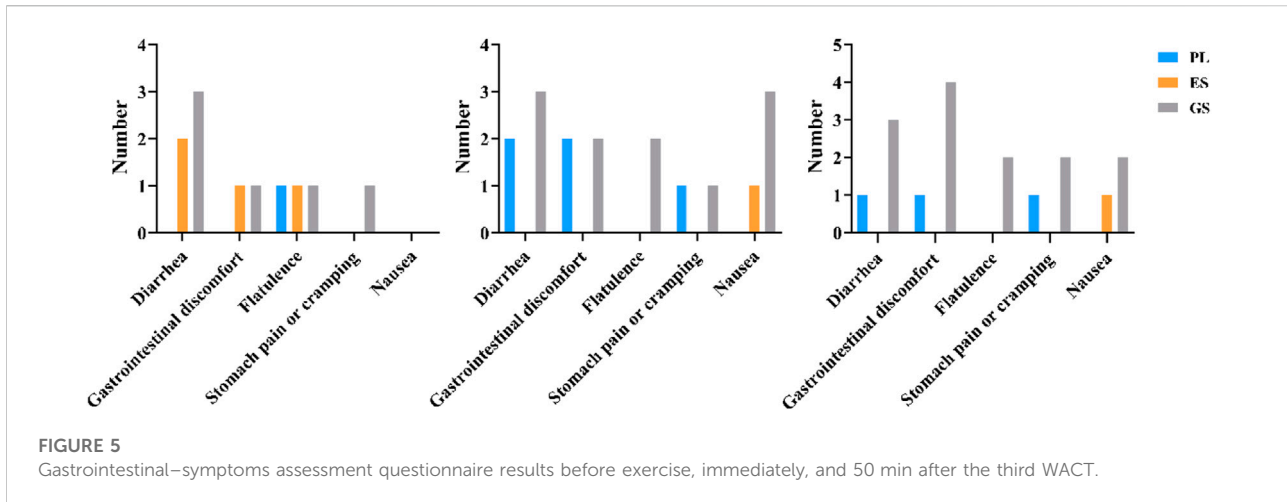 4
3
2
1
0
Number
Diarrhea
Gastrointestinal discomfort
Flatulence
Stomach pain or cramping
Nausea
4
3
2
1
0
Number
Diarrhea
Gastrointestinal discomfort
Flatulence
Stomach pain or cramping
Nausea
5
4
3
2
1
0
Number
Diarrhea
Gastrointestinal discomfort
Flatulence
Stomach pain or cramping
Nausea
PL
ES
GS
FIGURE 5
Gastrointestinal–symptoms assessment questionnaire results before exercise, immediately, and 50 min after the third WACT.